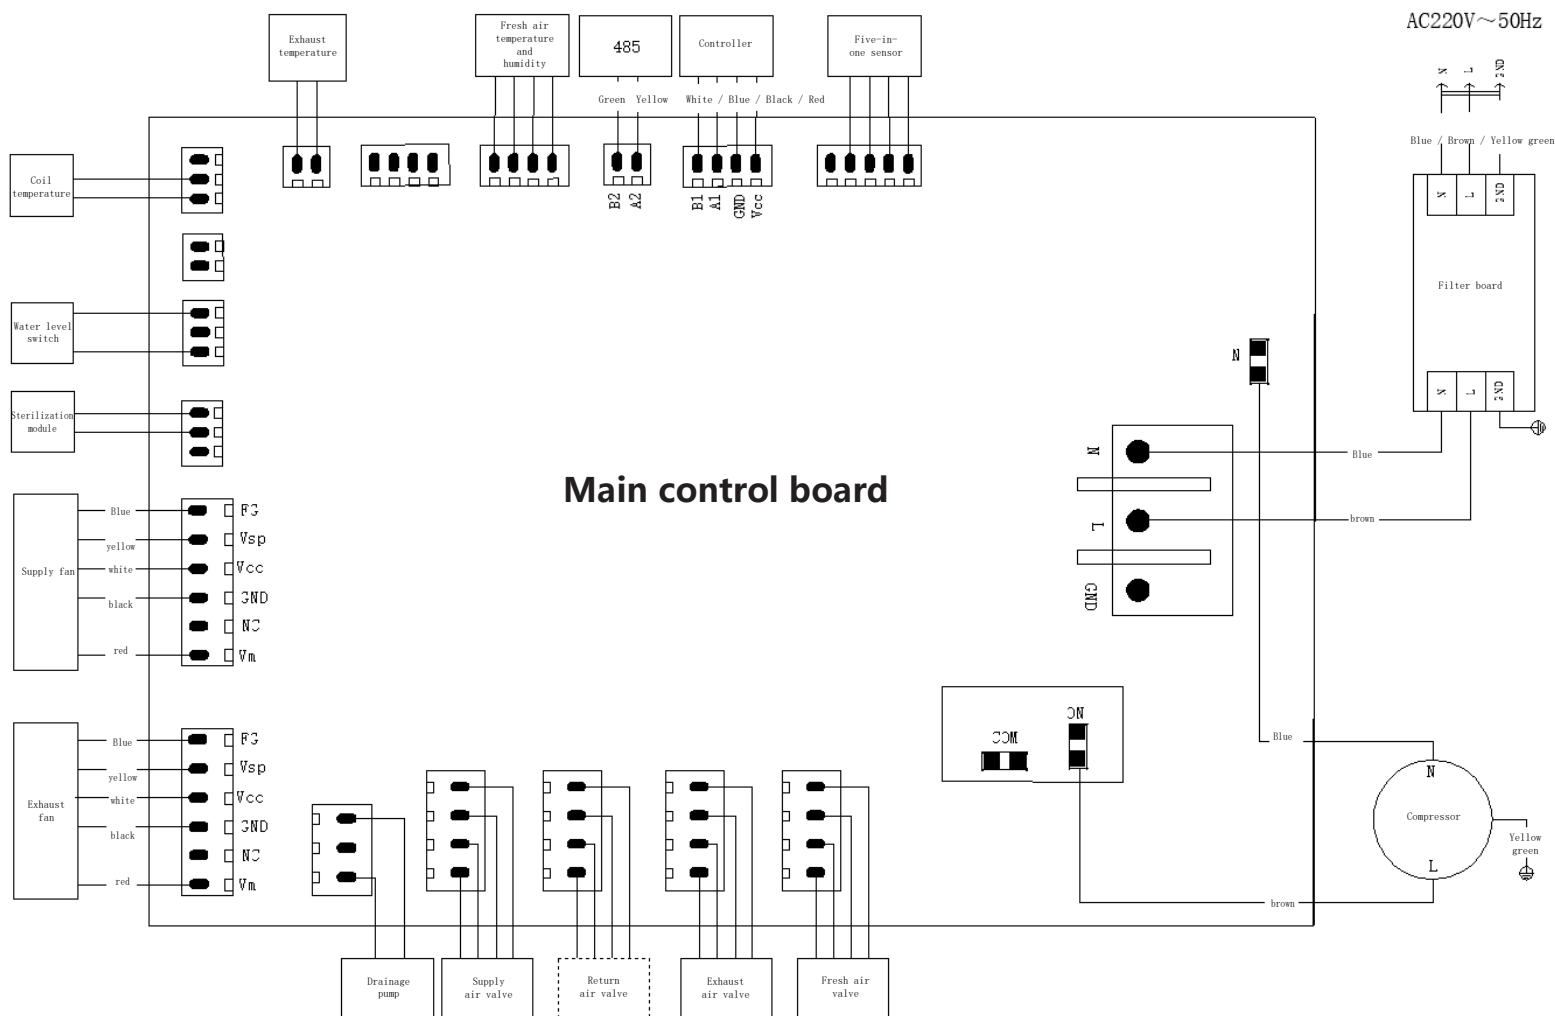 AC220V～50Hz
Exhaust
temperature
Fresh air
temperature
and
humidity
485
Controller
Five-in-
one sensor
N
L
GND
Green Yellow
White / Blue / Black / Red
Blue / Brown / Yellow green
Coil
temperature
B2
A2
B1
A1
GND
Vcc
N
L
GND
Filter board
Water level
switch
N
N
L
GND
Sterilization
module
Main control board
N
Blue
L
brown
GND
Supply fan
Blue
FG
yellow
Vsp
white
Vcc
black
GND
NC
red
Vm
Exhaust
fan
Blue
FG
yellow
Vsp
white
Vcc
black
GND
NC
red
Vm
NC
MCC
Blue
N
Compressor
L
Yellow
green
brown
Drainage
pump
Supply
air valve
Return
air valve
Exhaust
air valve
Fresh air
valve